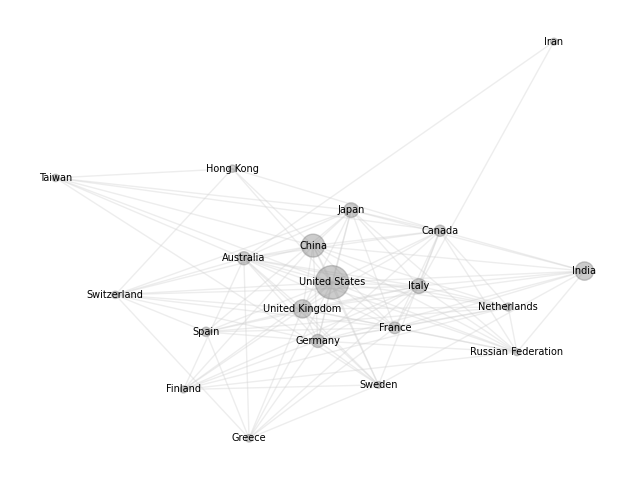 Iran
Hong Kong
Taiwan
Japan
Canada
China
Australia
India
United States
Italy
Switzerland
Netherlands
United Kingdom
France
Spain
Germany
Russian Federation
Sweden
Finland
Greece